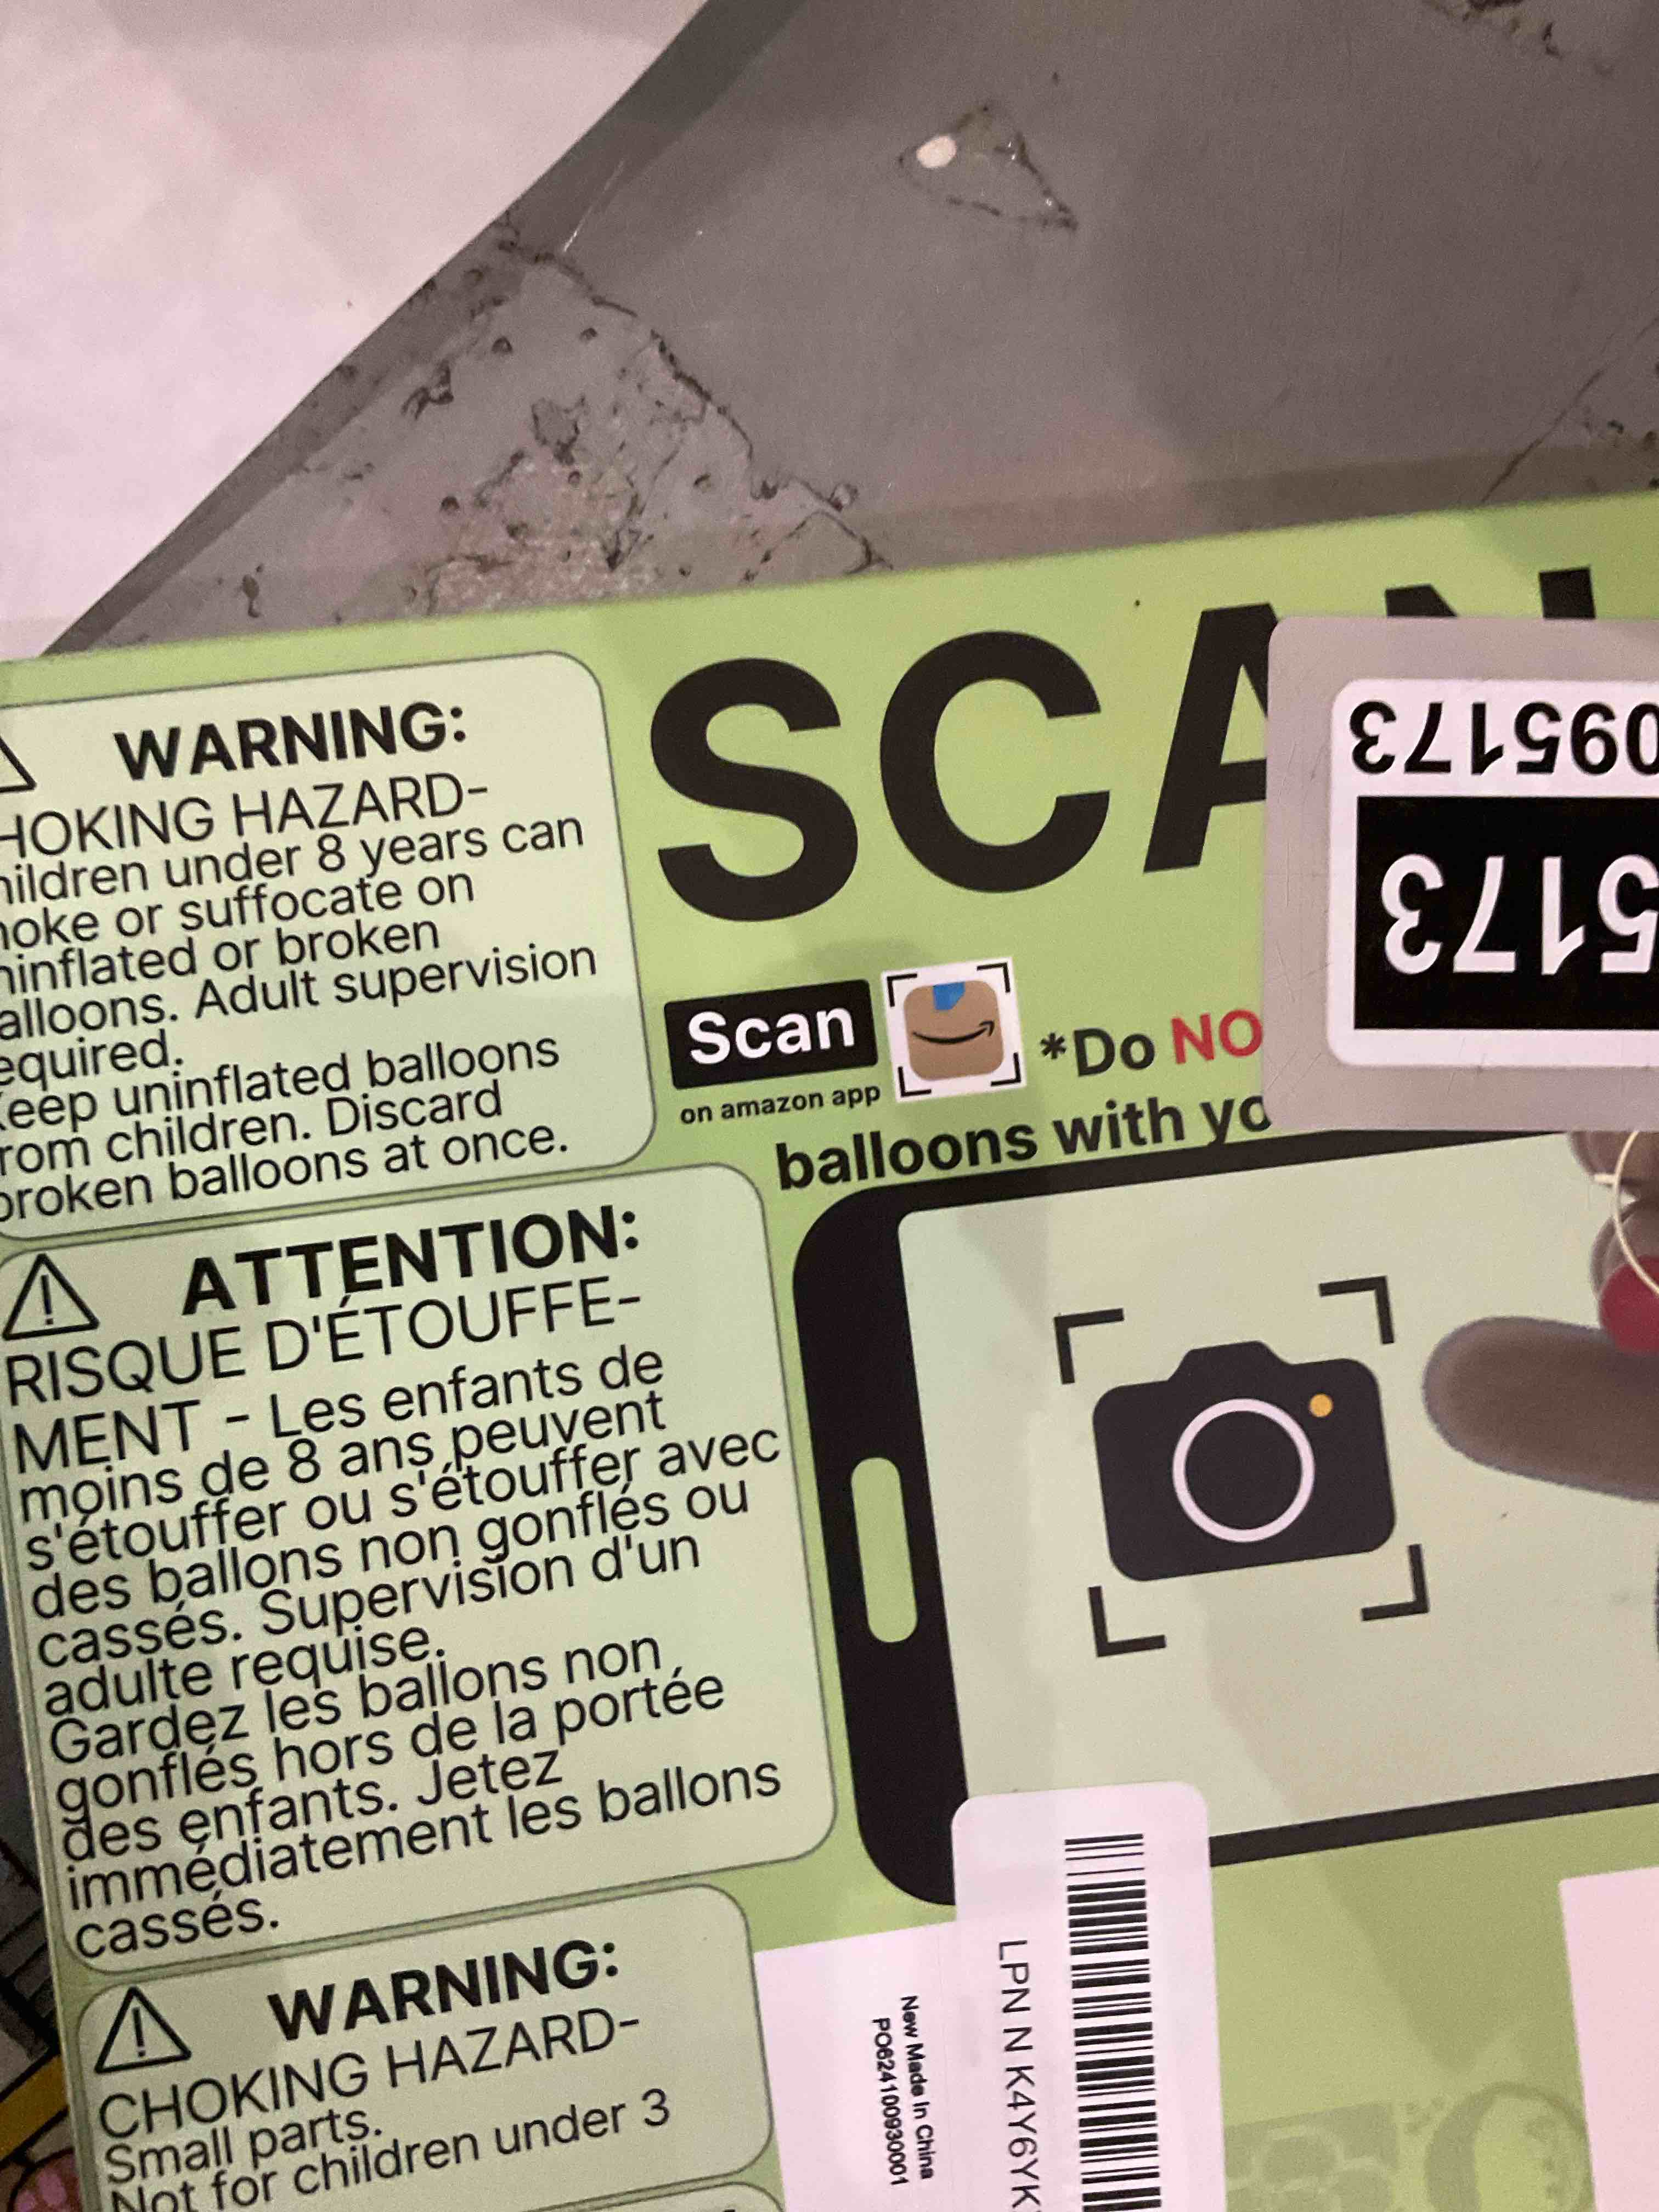 WARNING:
HOKING HAZARD-
hildren under 8 years can
hoke or suffocate on
ninflated or broken
alloons. Adult supervision
equired.
eep uninflated balloons
rom children. Discard
broken balloons at once.
ATTENTION:
RISQUE D'ÉTOUFFE-
MENT - Les enfants de
moins de 8 ans peuvent
s'étouffer ou s'étouffer avec
des ballons non gonflés ou
cassés. Supervision d'un
adulte requise.
Gardez les ballons non
gonflés hors de la portée
des enfants. Jetez
immédiatement les ballons
cassés.
WARNING:
CHOKING HAZARD-
Small parts.
Not for children under 3
SCAN
Scan
on amazon app
*Do NO
balloons with yo
095173
5173
New Made In China
PO624100930001
LPN N K4Y6YK